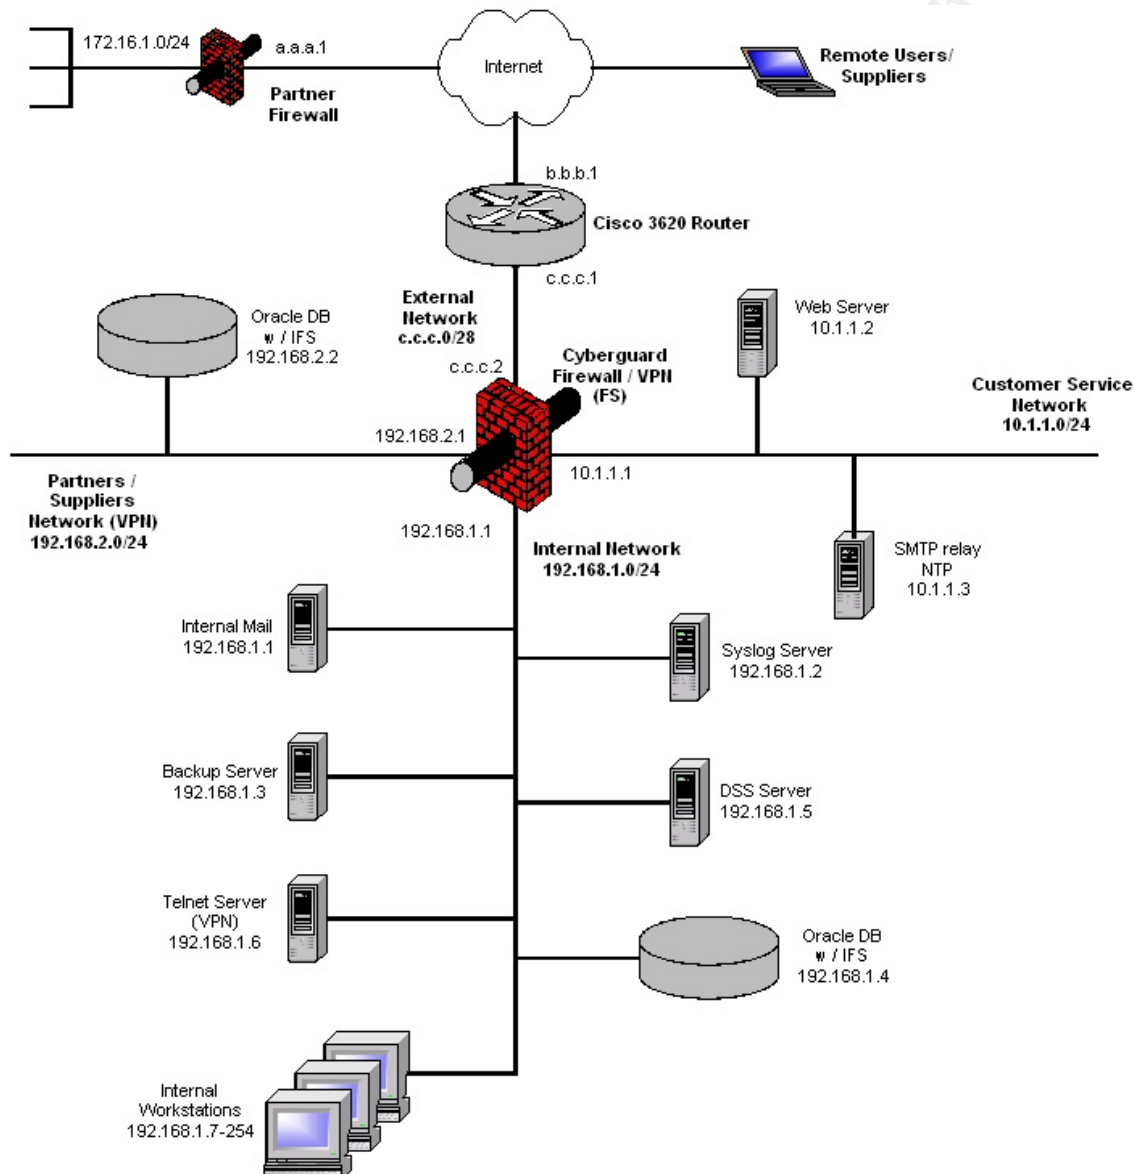 172.16.1.0/24
a.a.a.1
Partner
Firewall
Internet
Remote Users/
Suppliers
b.b.b.1
Cisco 3620 Router
c.c.c.1
External
Network
c.c.c.0/28
c.c.c.2
Oracle DB
w / IFS
192.168.2.2
Cyberguard
Firewall / VPN
(FS)
Web Server
10.1.1.2
Customer Service
Network
10.1.1.0/24
192.168.2.1
10.1.1.1
Partners /
Suppliers
Network (VPN)
192.168.2.0/24
192.168.1.1
Internal Network
192.168.1.0/24
SMTP relay
NTP
10.1.1.3
Internal Mail
192.168.1.1
Syslog Server
192.168.1.2
Backup Server
192.168.1.3
DSS Server
192.168.1.5
Telnet Server
(VPN)
192.168.1.6
Oracle DB
w / IFS
192.168.1.4
Internal
Workstations
192.168.1.7-254